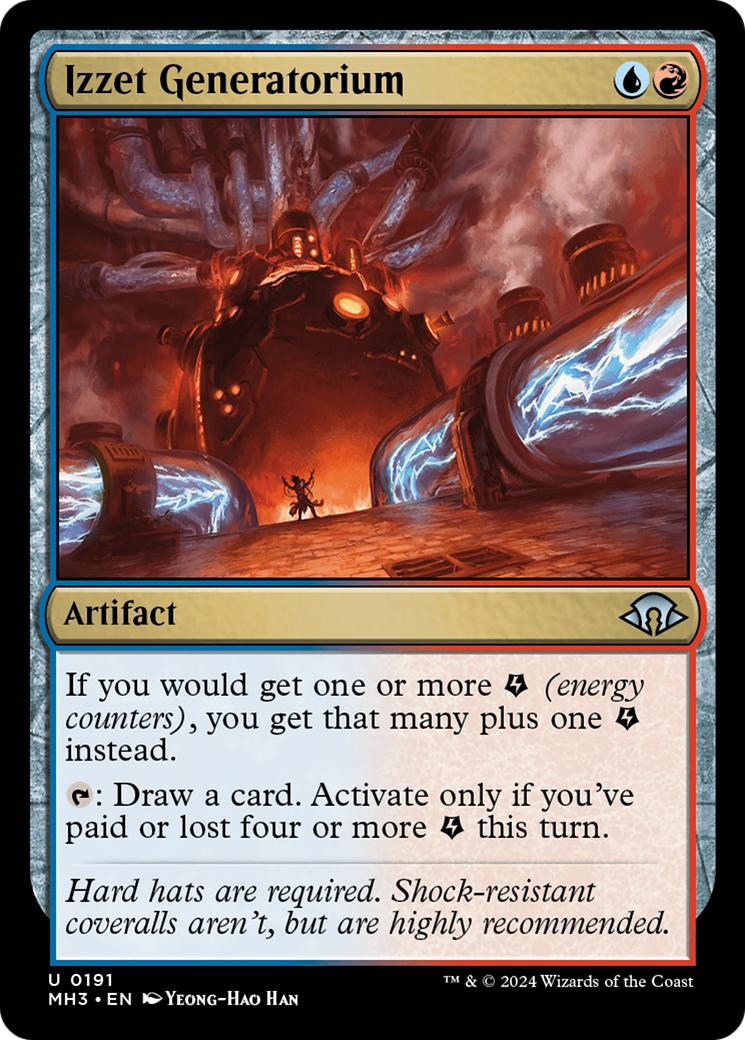 Izzet Generatorium
Artifact
If you would get one or more (energy
counters), you get that many plus one
instead.
: Draw a card. Activate only if you've
paid or lost four or more this turn.
Hard hats are required. Shock-resistant
coveralls aren't, but are highly recommended.
U 0191
MH3 • EN Yeong-Hao Han
™ & © 2024 Wizards of the Coast